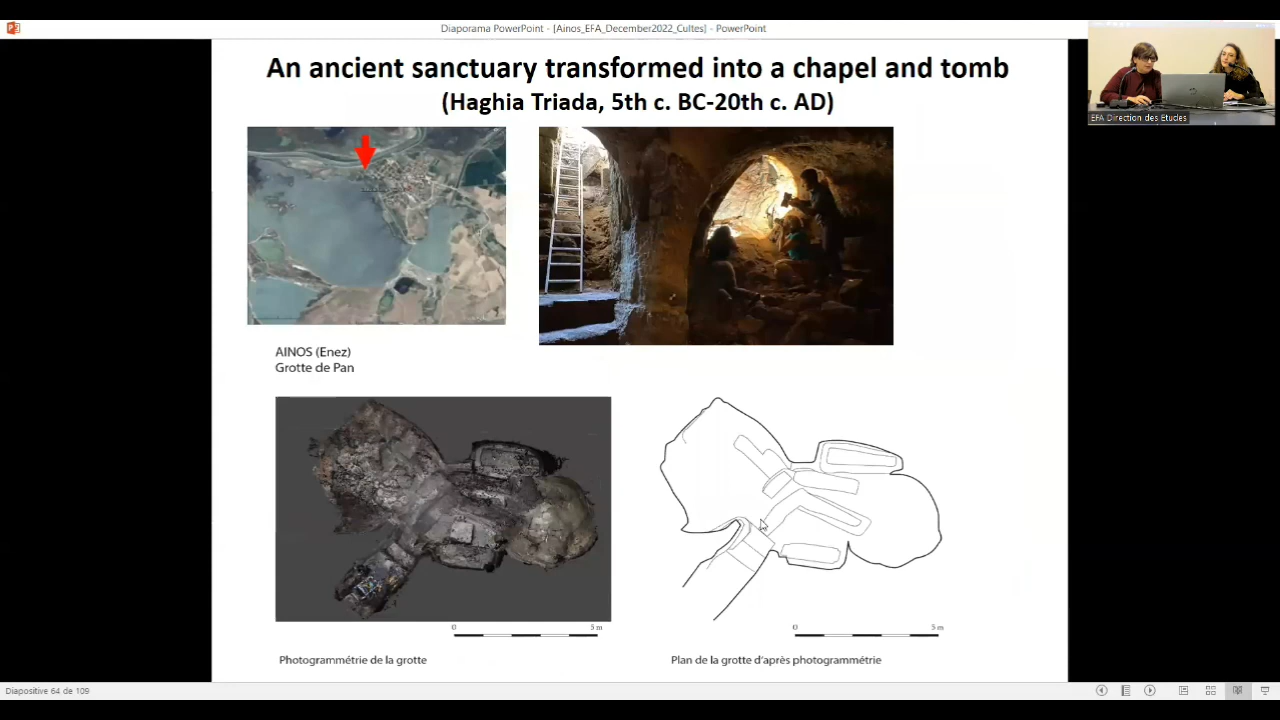 Diaporama PowerPoint - [Ainos_EFA_December2022_Cultes] - PowerPoint
EFA Direction des Etudes
An ancient sanctuary transformed into a chapel and tomb
(Haghia Triada, 5th c. BC-20th c. AD)
AINOS (Enez)
Grotte de Pan
0 5 m
0 5 m
Photogrammétrie de la grotte
Plan de la grotte d'après photogrammétrie
Diapositive 64 de 109